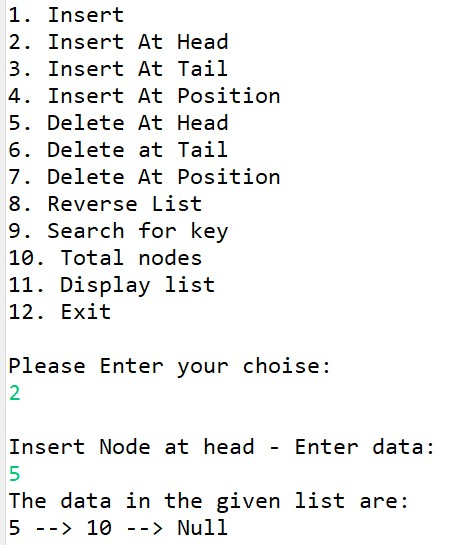 1. Insert
2. Insert At Head
3. Insert At Tail
4. Insert At Position
5. Delete At Head
6. Delete at Tail
7. Delete At Position
8. Reverse List
9. Search for key
10. Total nodes
11. Display list
12. Exit
Please Enter your choise:
2
Insert Node at head - Enter data:
5
The data in the given list are:
5 --> 10 --> Null